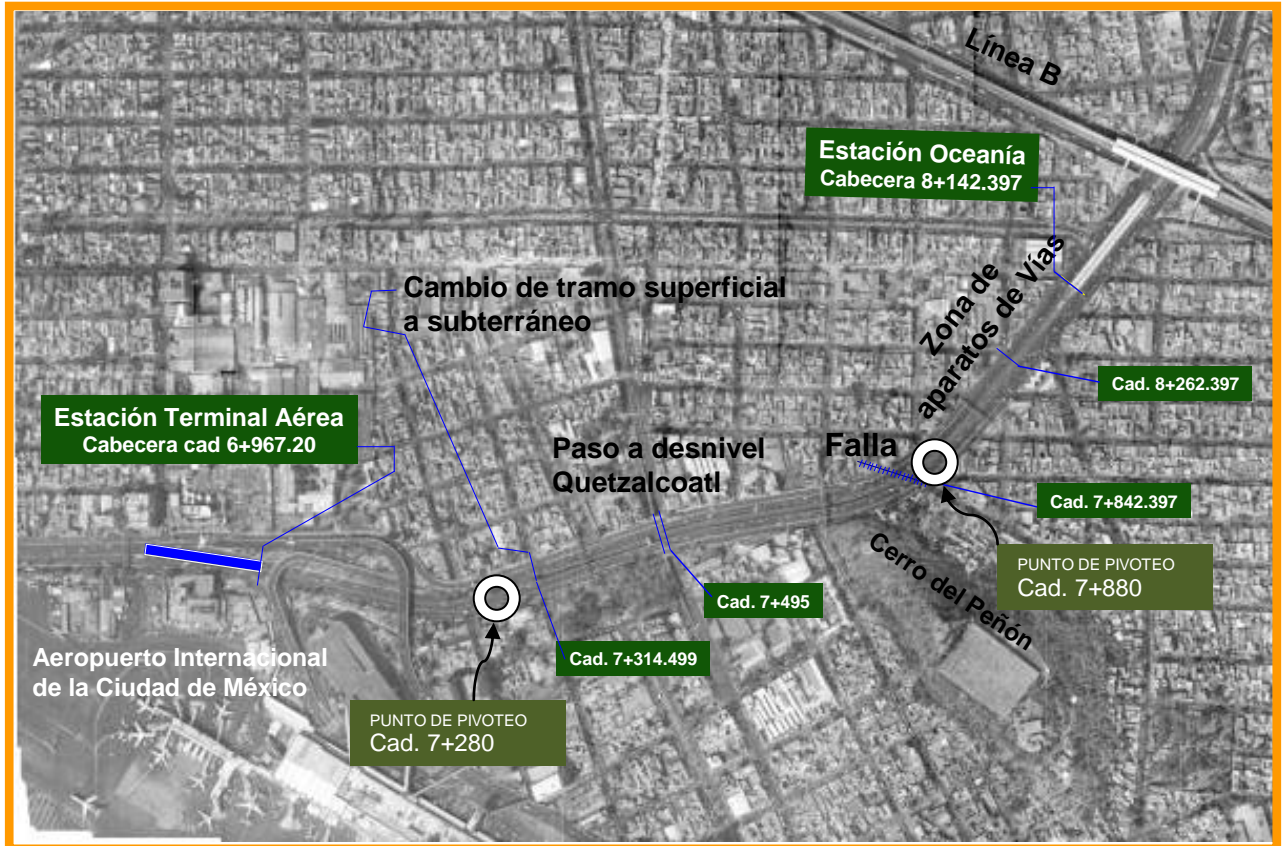 Línea B
Estación Oceanía
Cabecera 8+142.397
Zona de
aparatos de Vías
Cambio de tramo superficial
a subterráneo
Cad. 8+262.397
Estación Terminal Aérea
Cabecera cad 6+967.20
Paso a desnivel
Quetzalcoatl
Falla
Cad. 7+842.397
Cerro del Peñón
PUNTO DE PIVOTEO
Cad. 7+880
Cad. 7+495
Cad. 7+314.499
Aeropuerto Internacional
de la Ciudad de México
PUNTO DE PIVOTEO
Cad. 7+280